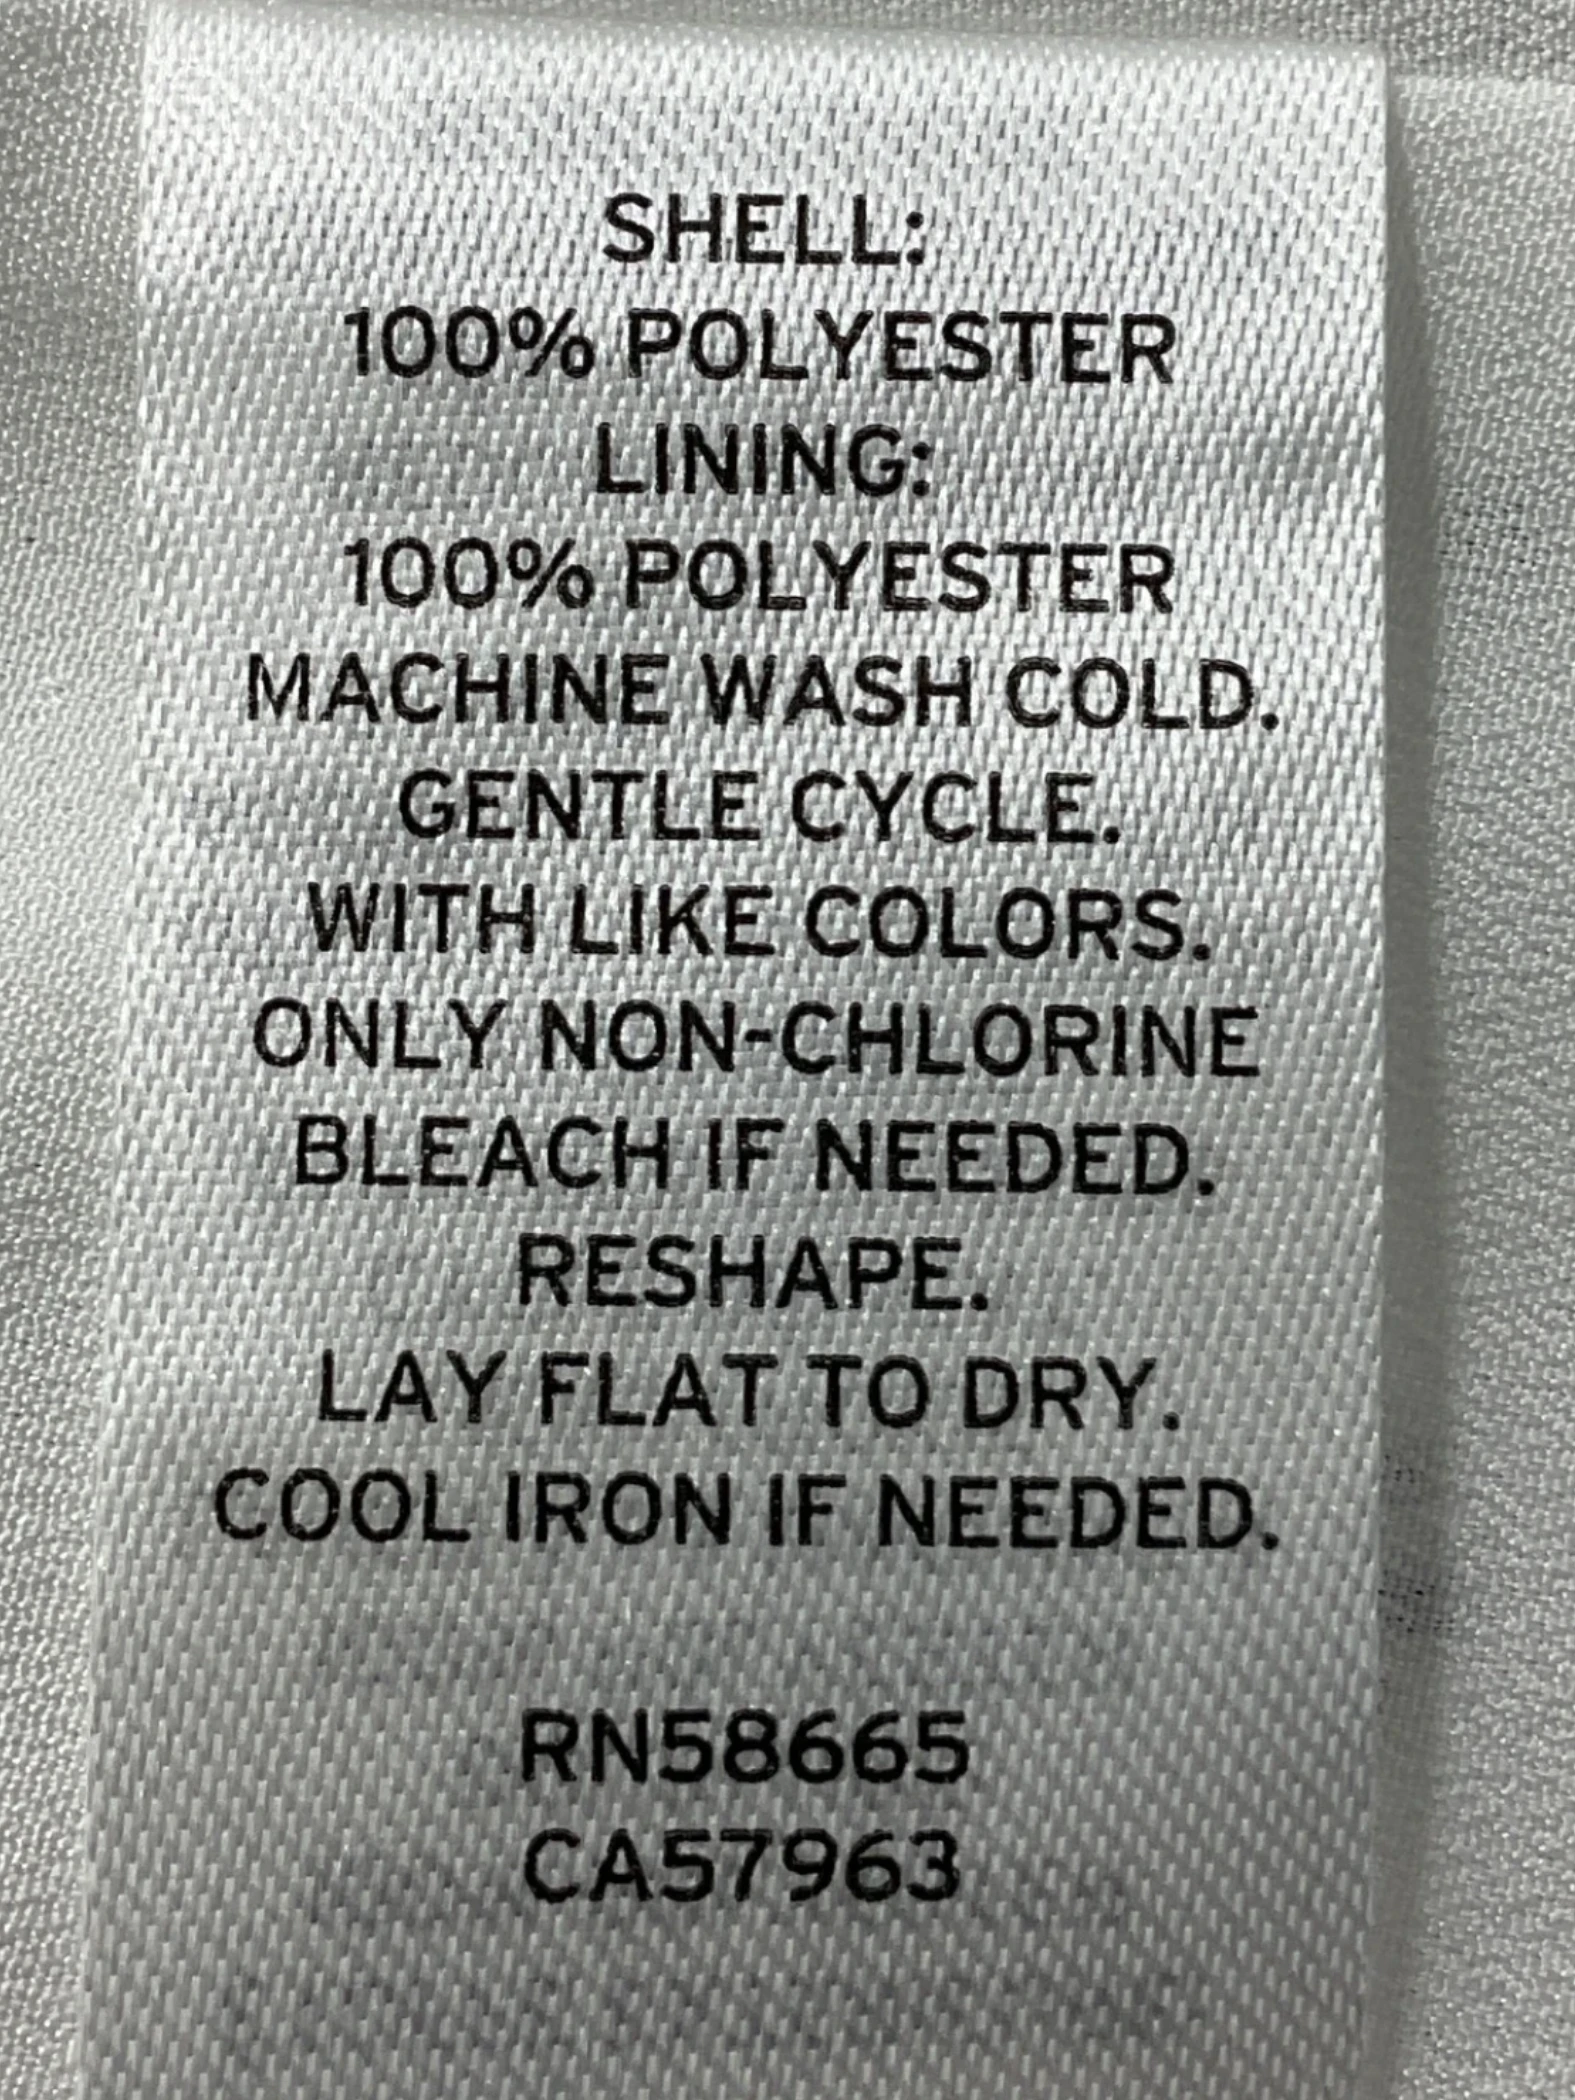 SHELL:
100% POLYESTER
LINING:
100% POLYESTER
MACHINE WASH COLD.
GENTLE CYCLE.
WITH LIKE COLORS.
ONLY NON-CHLORINE
BLEACH IF NEEDED.
RESHAPE.
LAY FLAT TO DRY.
COOL IRON IF NEEDED.
RN58665
CA57963